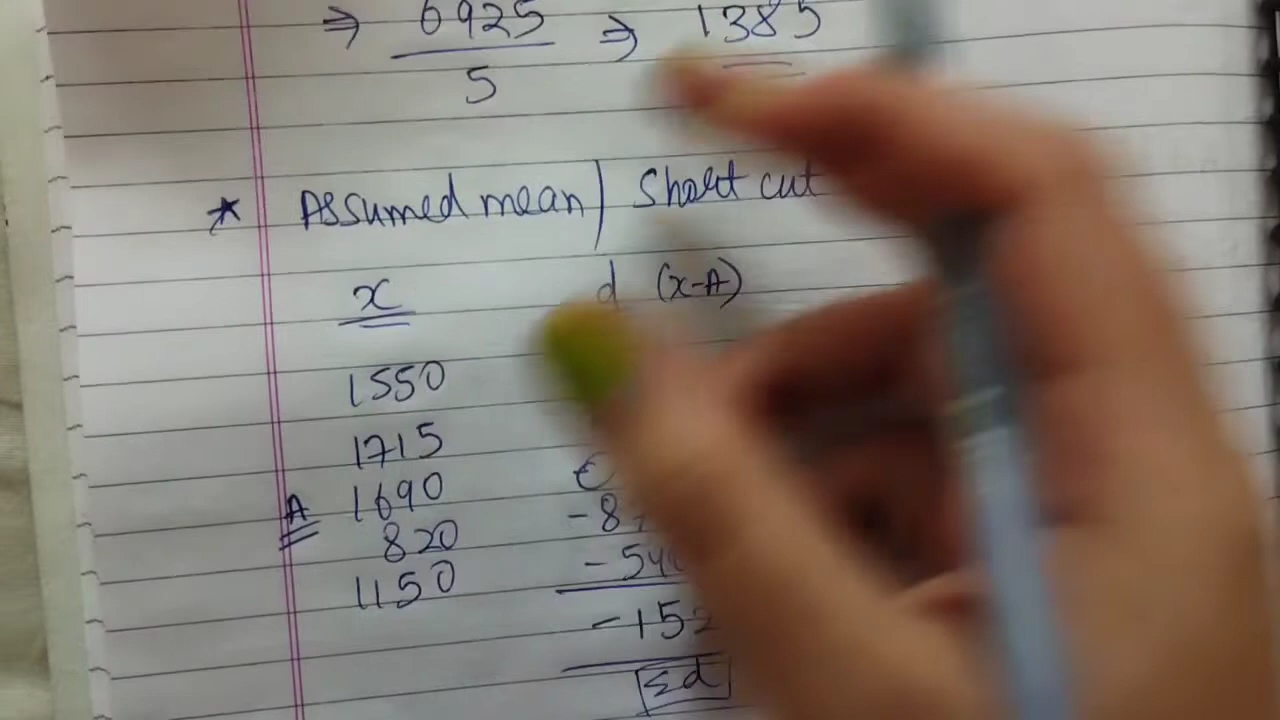 ⇒ 6925 ⇒ 1385
5
★ Assumed mean / Short cut
x d (x-A)
1550
1715
A 1690
820
1150
Σd